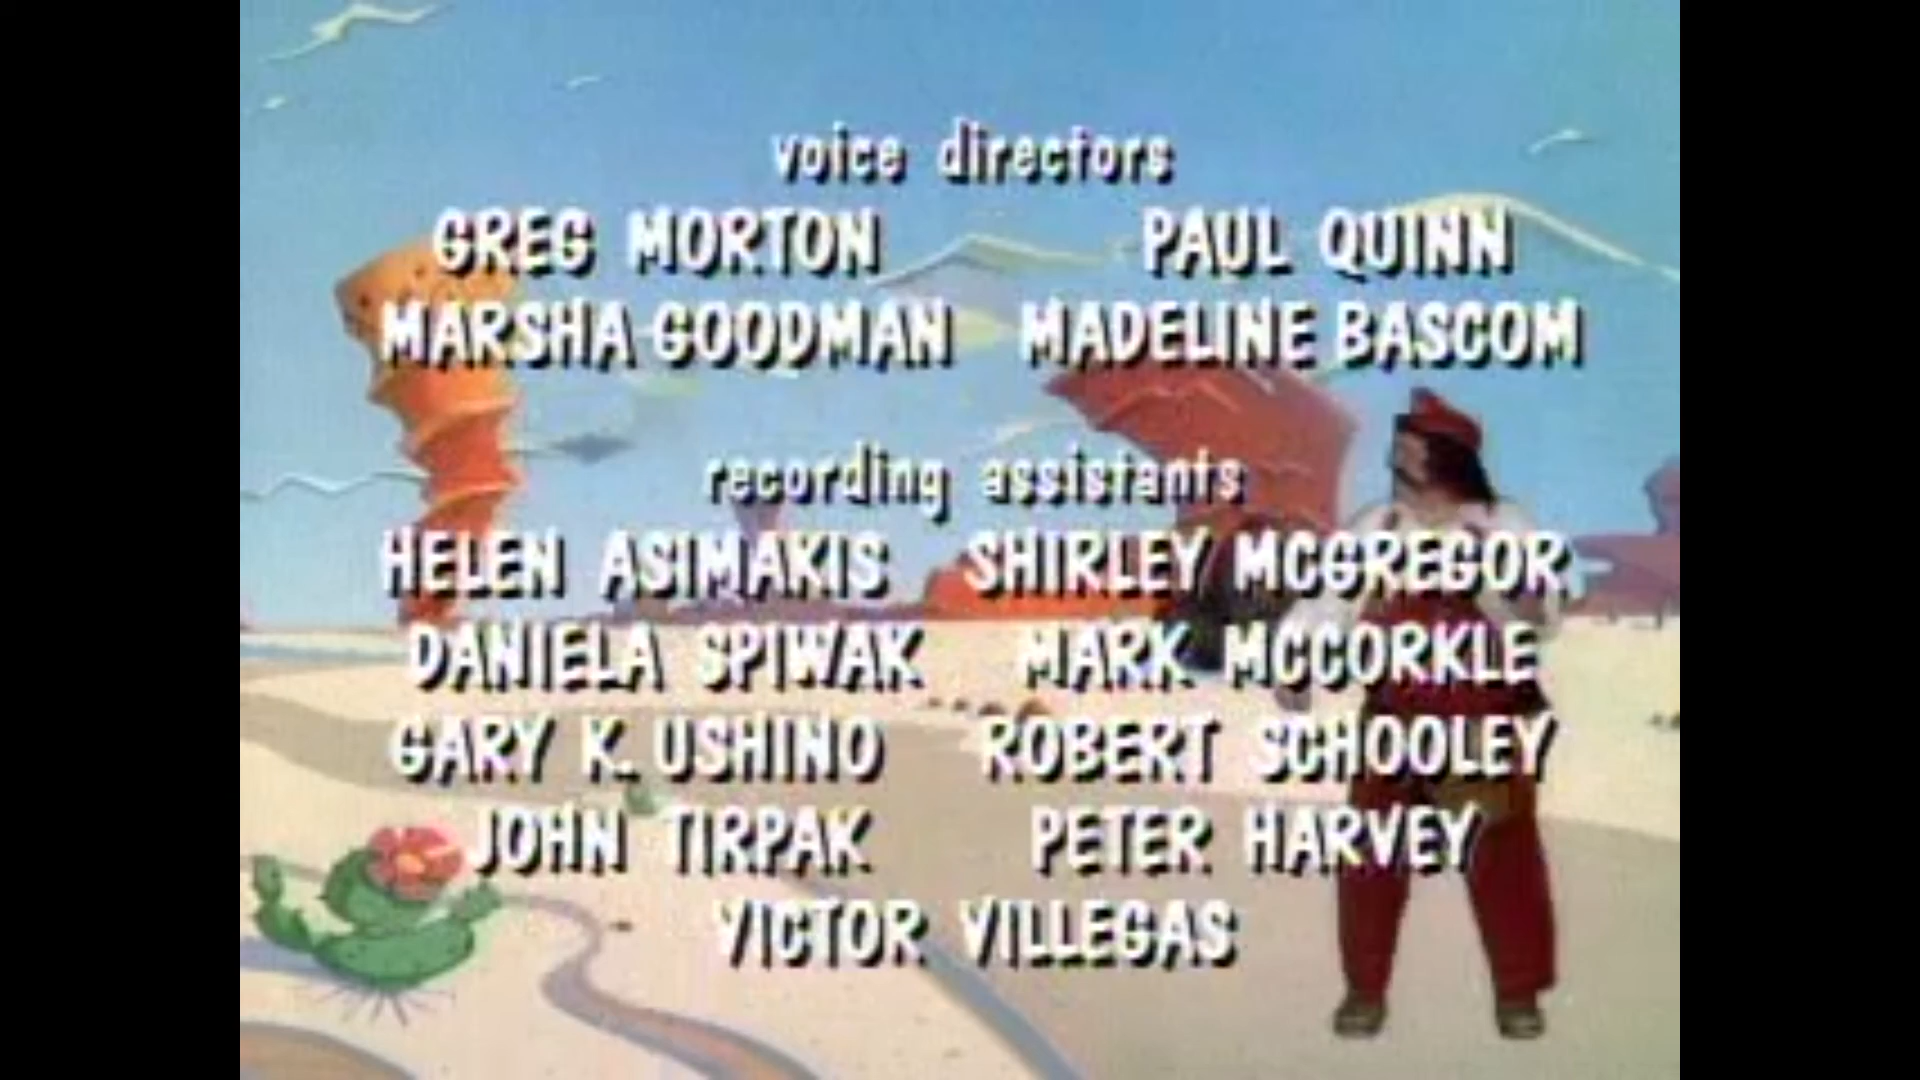 voice directors
GREG MORTON PAUL QUINN
MARSHA GOODMAN MADELINE BASCOM
recording assistants
HELEN ASIMAKIS SHIRLEY MCGREGOR
DANIELA SPIWAK MARK MCCORKLE
GARY K. USHINO ROBERT SCHOOLEY
JOHN TIRPAK PETER HARVEY
VICTOR VILLEGAS